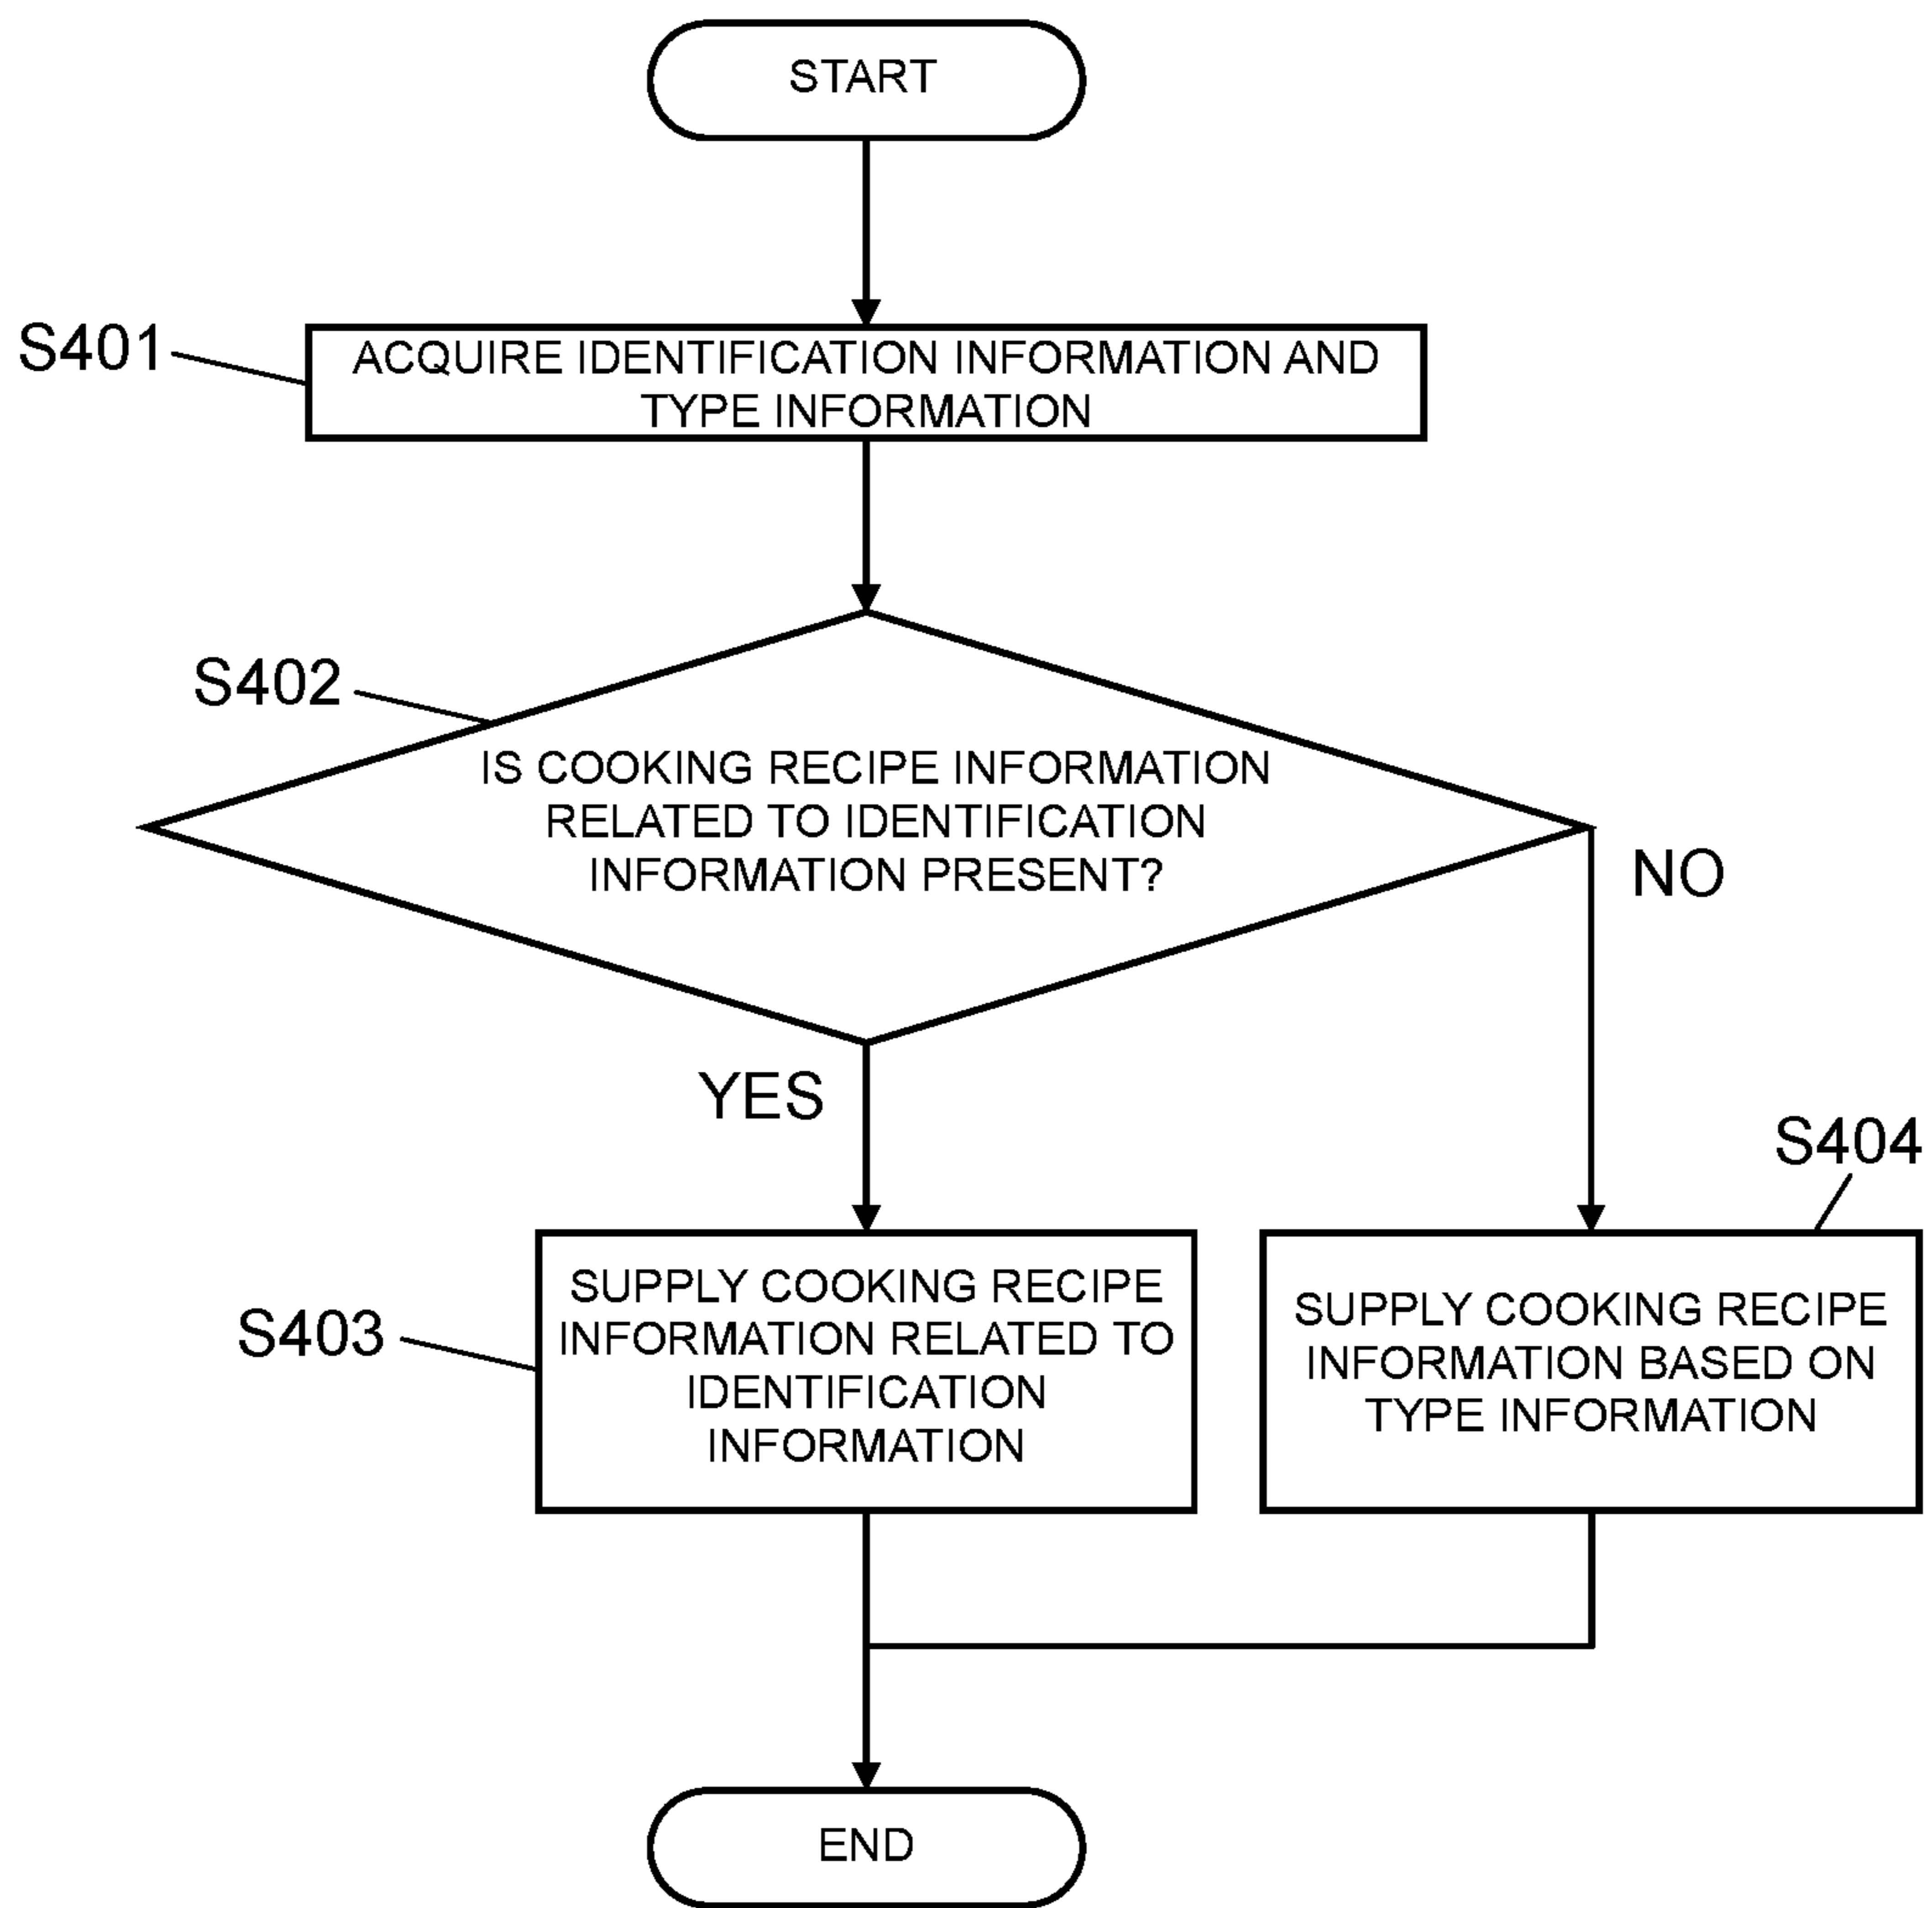 START
S401
ACQUIRE IDENTIFICATION INFORMATION AND
TYPE INFORMATION
S402
IS COOKING RECIPE INFORMATION
RELATED TO IDENTIFICATION
INFORMATION PRESENT?
NO
YES
S403
SUPPLY COOKING RECIPE
INFORMATION RELATED TO
IDENTIFICATION
INFORMATION
S404
SUPPLY COOKING RECIPE
INFORMATION BASED ON
TYPE INFORMATION
END